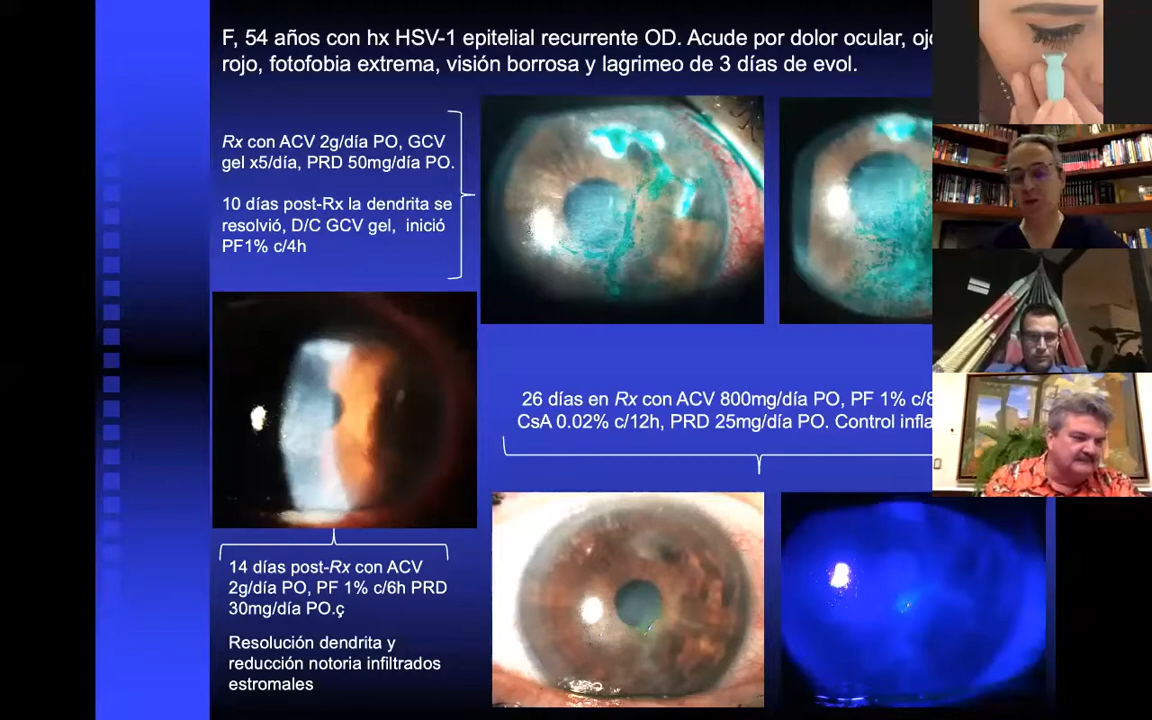 F, 54 años con hx HSV-1 epitelial recurrente OD. Acude por dolor ocular,
rojo, fotofobia extrema, visión borrosa y lagrimeo de 3 días de evol.
Rx con ACV 2g/día PO, GCV
gel x5/día, PRD 50mg/día PO.
10 días post-Rx la dendrita se
resolvió, D/C GCV gel, inició
PF1% c/4h
26 días en Rx con ACV 800mg/día PO, PF 1%
CsA 0.02% c/12h, PRD 25mg/día PO. Control
14 días post-Rx con ACV
2g/día PO, PF 1% c/6h PRD
30mg/día PO.ç
Resolución dendrita y
reducción notoria infiltrados
estromales